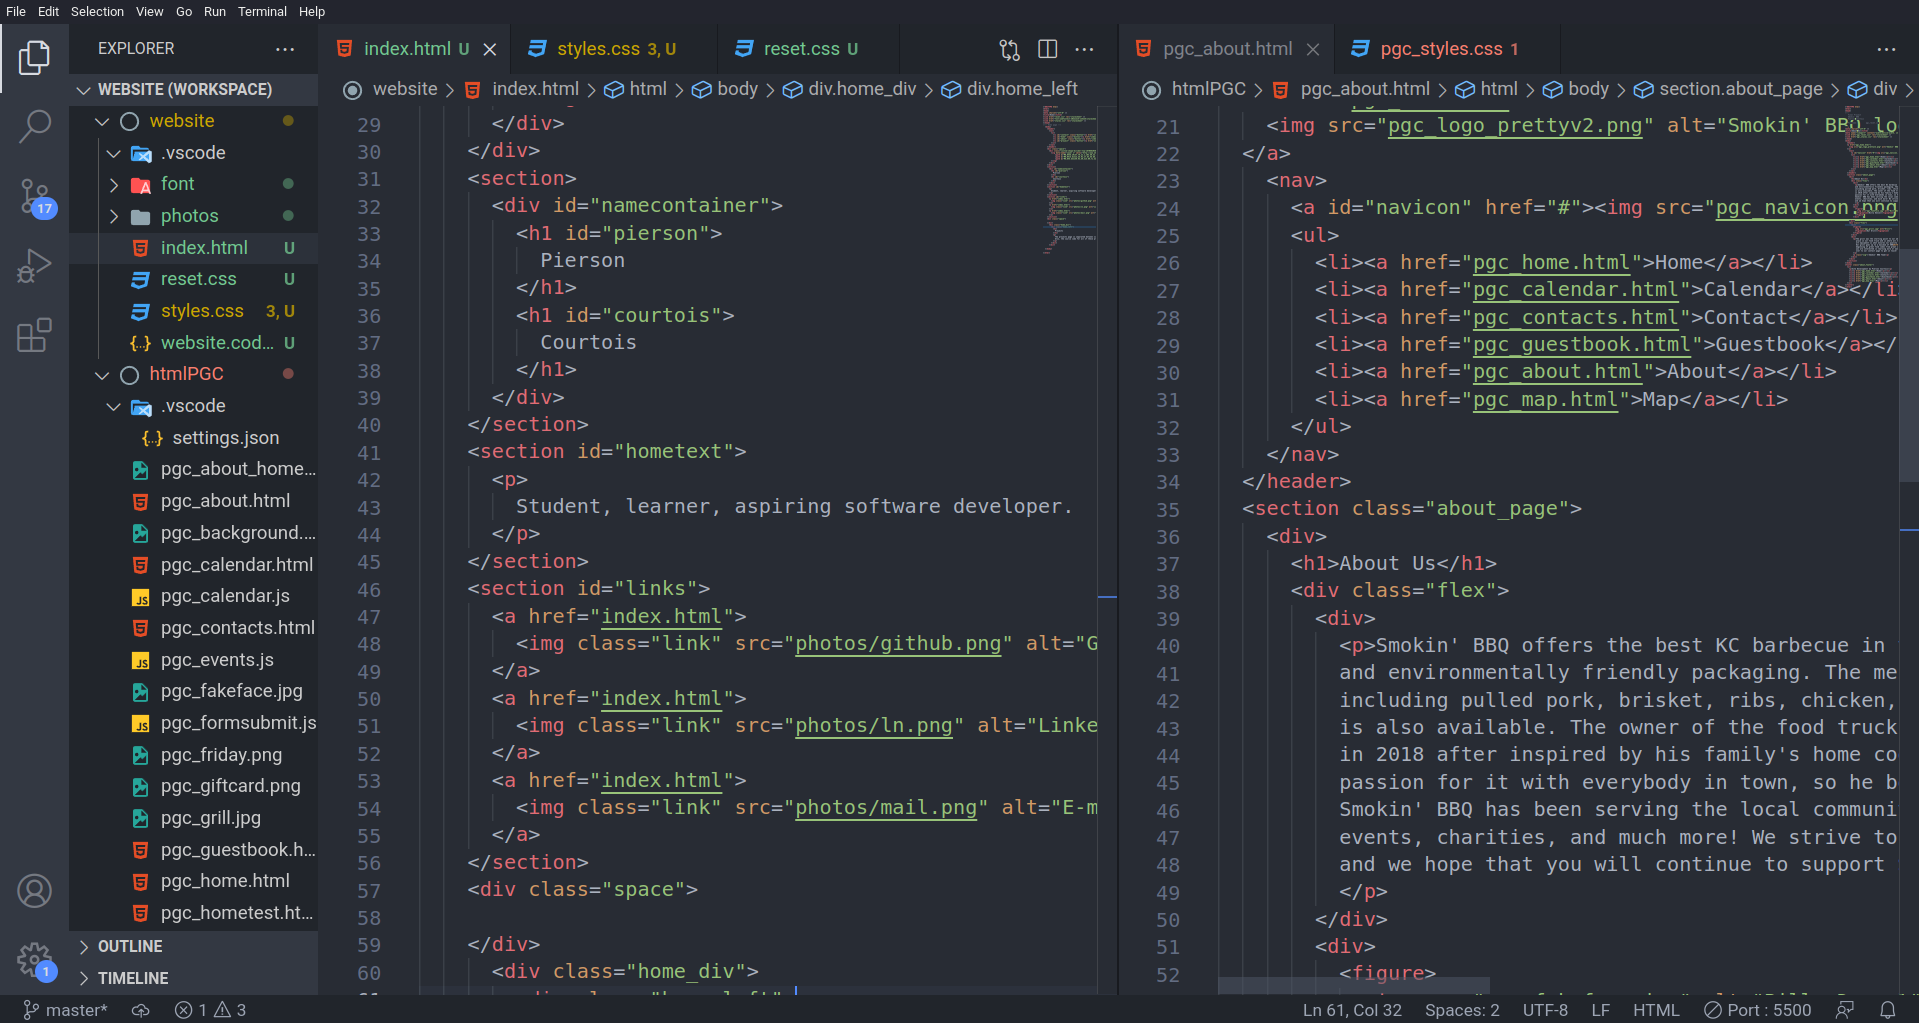 File Edit Selection View Go Run Terminal Help
EXPLORER
WEBSITE (WORKSPACE)
website
.vscode
font
photos
index.html U
reset.css U
styles.css 3, U
website.cod... U
htmlPGC
.vscode
settings.json
pgc_about_home...
pgc_about.html
pgc_background....
pgc_calendar.html
pgc_calendar.js
pgc_contacts.html
pgc_events.js
pgc_fakeface.jpg
pgc_formsubmit.js
pgc_friday.png
pgc_giftcard.png
pgc_grill.jpg
pgc_guestbook.h...
pgc_home.html
pgc_hometest.ht...
OUTLINE
TIMELINE
17
1
index.html U styles.css 3, U reset.css U
website > index.html > html > body > div.home_div > div.home_left
29 </div>
30 </div>
31 <section>
32 <div id="namecontainer">
33 <h1 id="pierson">
34 Pierson
35 </h1>
36 <h1 id="courtois">
37 Courtois
38 </h1>
39 </div>
40 </section>
41 <section id="hometext">
42 <p>
43 Student, learner, aspiring software developer.
44 </p>
45 </section>
46 <section id="links">
47 <a href="index.html">
48 <img class="link" src="photos/github.png" alt="G
49 </a>
50 <a href="index.html">
51 <img class="link" src="photos/ln.png" alt="Linke
52 </a>
53 <a href="index.html">
54 <img class="link" src="photos/mail.png" alt="E-m
55 </a>
56 </section>
57 <div class="space">
58
59 </div>
60 <div class="home_div">
pgc_about.html pgc_styles.css 1
htmlPGC > pgc_about.html > html > body > section.about_page > div >
21 <img src="pgc_logo_prettyv2.png" alt="Smokin' BBQ lo
22 </a>
23 <nav>
24 <a id="navicon" href="#"><img src="pgc_navicon.png
25 <ul>
26 <li><a href="pgc_home.html">Home</a></li>
27 <li><a href="pgc_calendar.html">Calendar</a></li
28 <li><a href="pgc_contacts.html">Contact</a></li>
29 <li><a href="pgc_guestbook.html">Guestbook</a></
30 <li><a href="pgc_about.html">About</a></li>
31 <li><a href="pgc_map.html">Map</a></li>
32 </ul>
33 </nav>
34 </header>
35 <section class="about_page">
36 <div>
37 <h1>About Us</h1>
38 <div class="flex">
39 <div>
40 <p>Smokin' BBQ offers the best KC barbecue in
41 and environmentally friendly packaging. The me
42 including pulled pork, brisket, ribs, chicken,
43 is also available. The owner of the food truck
44 in 2018 after inspired by his family's home co
45 passion for it with everybody in town, so he b
46 Smokin' BBQ has been serving the local communi
47 events, charities, and much more! We strive to
48 and we hope that you will continue to support
49 </p>
50 </div>
51 <div>
52 <figure>
master* 1 3 Ln 61, Col 32 Spaces: 2 UTF-8 LF HTML Port : 5500